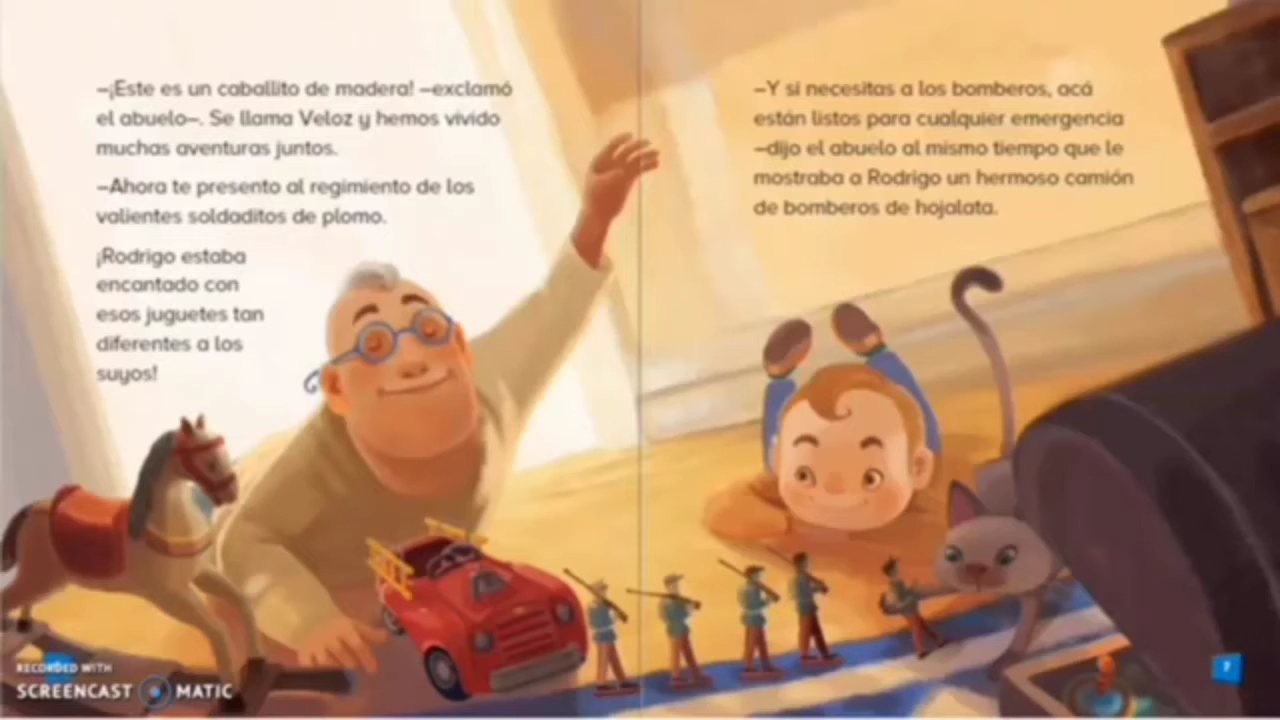 –¡Este es un caballito de madera! –exclamó
el abuelo–. Se llama Veloz y hemos vivido
muchas aventuras juntos.
–Ahora te presento al regimiento de los
valientes soldaditos de plomo.
¡Rodrigo estaba
encantado con
esos juguetes tan
diferentes a los
suyos!
–Y si necesitas a los bomberos, acá
están listos para cualquier emergencia
–dijo el abuelo al mismo tiempo que le
mostraba a Rodrigo un hermoso camión
de bomberos de hojalata.
7
RECORDED WITH
SCREENCAST MATIC